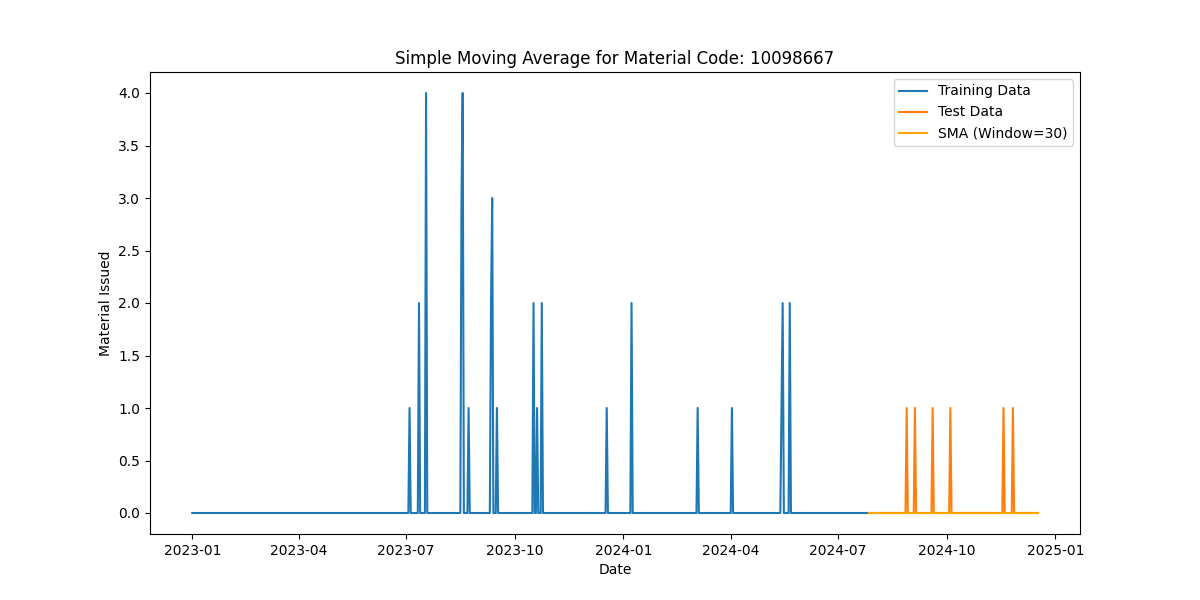 Simple Moving Average for Material Code: 10098667
Training Data
Test Data
SMA (Window=30)
Material Issued
4.0
3.5
3.0
2.5
2.0
1.5
1.0
0.5
0.0
2023-01 2023-04 2023-07 2023-10 2024-01 2024-04 2024-07 2024-10 2025-01
Date